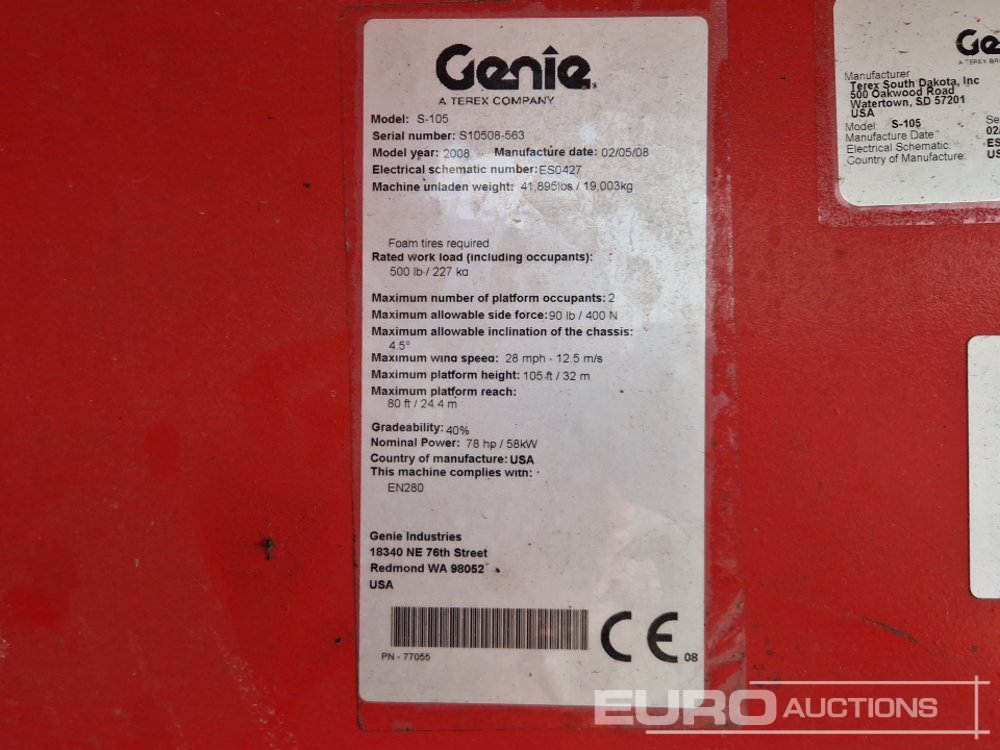 Genie
A TEREX COMPANY
Model: S-105
Serial number: S10508-563
Model year: 2008 Manufacture date: 02/05/08
Electrical schematic number: ES0427
Machine unladen weight: 41,895lbs / 19,003kg
Foam tires required
Rated work load (including occupants):
500 lb / 227 kg
Maximum number of platform occupants: 2
Maximum allowable side force: 90 lb / 400 N
Maximum allowable inclination of the chassis:
4.5°
Maximum wind speed: 28 mph - 12.5 m/s
Maximum platform height: 105 ft / 32 m
Maximum platform reach:
80 ft / 24.4 m
Gradeability: 40%
Nominal Power: 78 hp / 58kW
Country of manufacture: USA
This machine complies with:
EN280
Genie Industries
18340 NE 76th Street
Redmond WA 98052
USA
PN - 77055
CE 08
Ge
A TEREX BR
Manufacturer
Terex South Dakota, Inc
500 Oakwood Road
Watertown, SD 57201
USA
Model S-105 Se
Manufacture Date 02
Electrical Schematic: ES
Country of Manufacture: US
EURO AUCTIONS